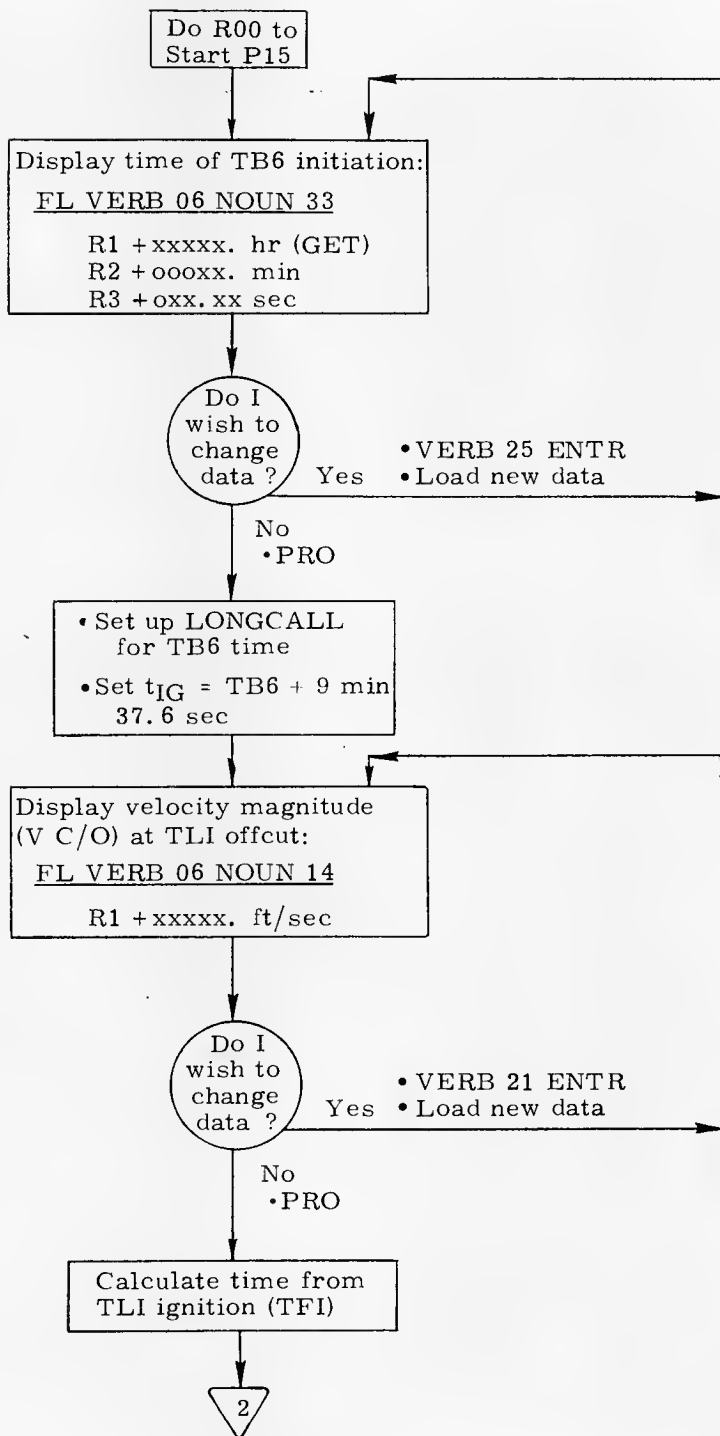 Do R00 to
Start P15
Display time of TB6 initiation:
FL VERB 06 NOUN 33
R1 +xxxxx. hr (GET)
R2 +oooxx. min
R3 +oxx.xx sec
Do I
wish to
change
data ?
Yes
• VERB 25 ENTR
• Load new data
No
• PRO
• Set up LONGCALL
for TB6 time
• Set tIG = TB6 + 9 min
37.6 sec
Display velocity magnitude
(V C/O) at TLI offcut:
FL VERB 06 NOUN 14
R1 +xxxxx. ft/sec
Do I
wish to
change
data ?
Yes
• VERB 21 ENTR
• Load new data
No
• PRO
Calculate time from
TLI ignition (TFI)
2